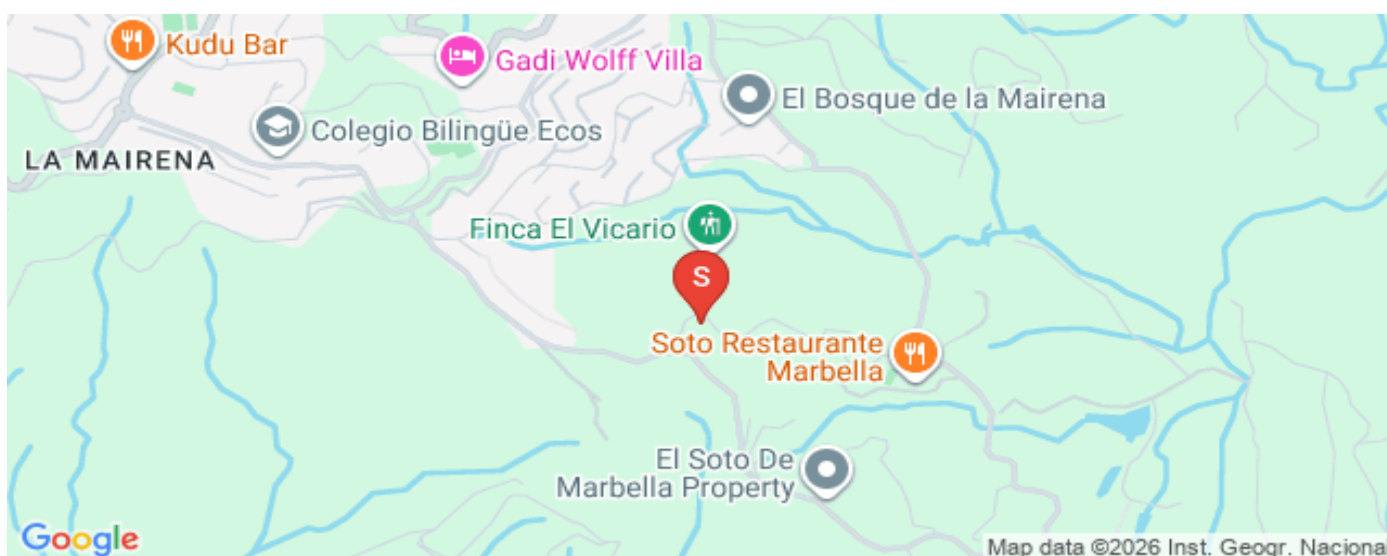 Kudu Bar
Gadi Wolff Villa
El Bosque de la Mairena
Colegio Bilingüe Ecos
LA MAIRENA
Finca El Vicario
S
Soto Restaurante
Marbella
El Soto De
Marbella Property
Google
Map data ©2026 Inst. Geogr. Naciona